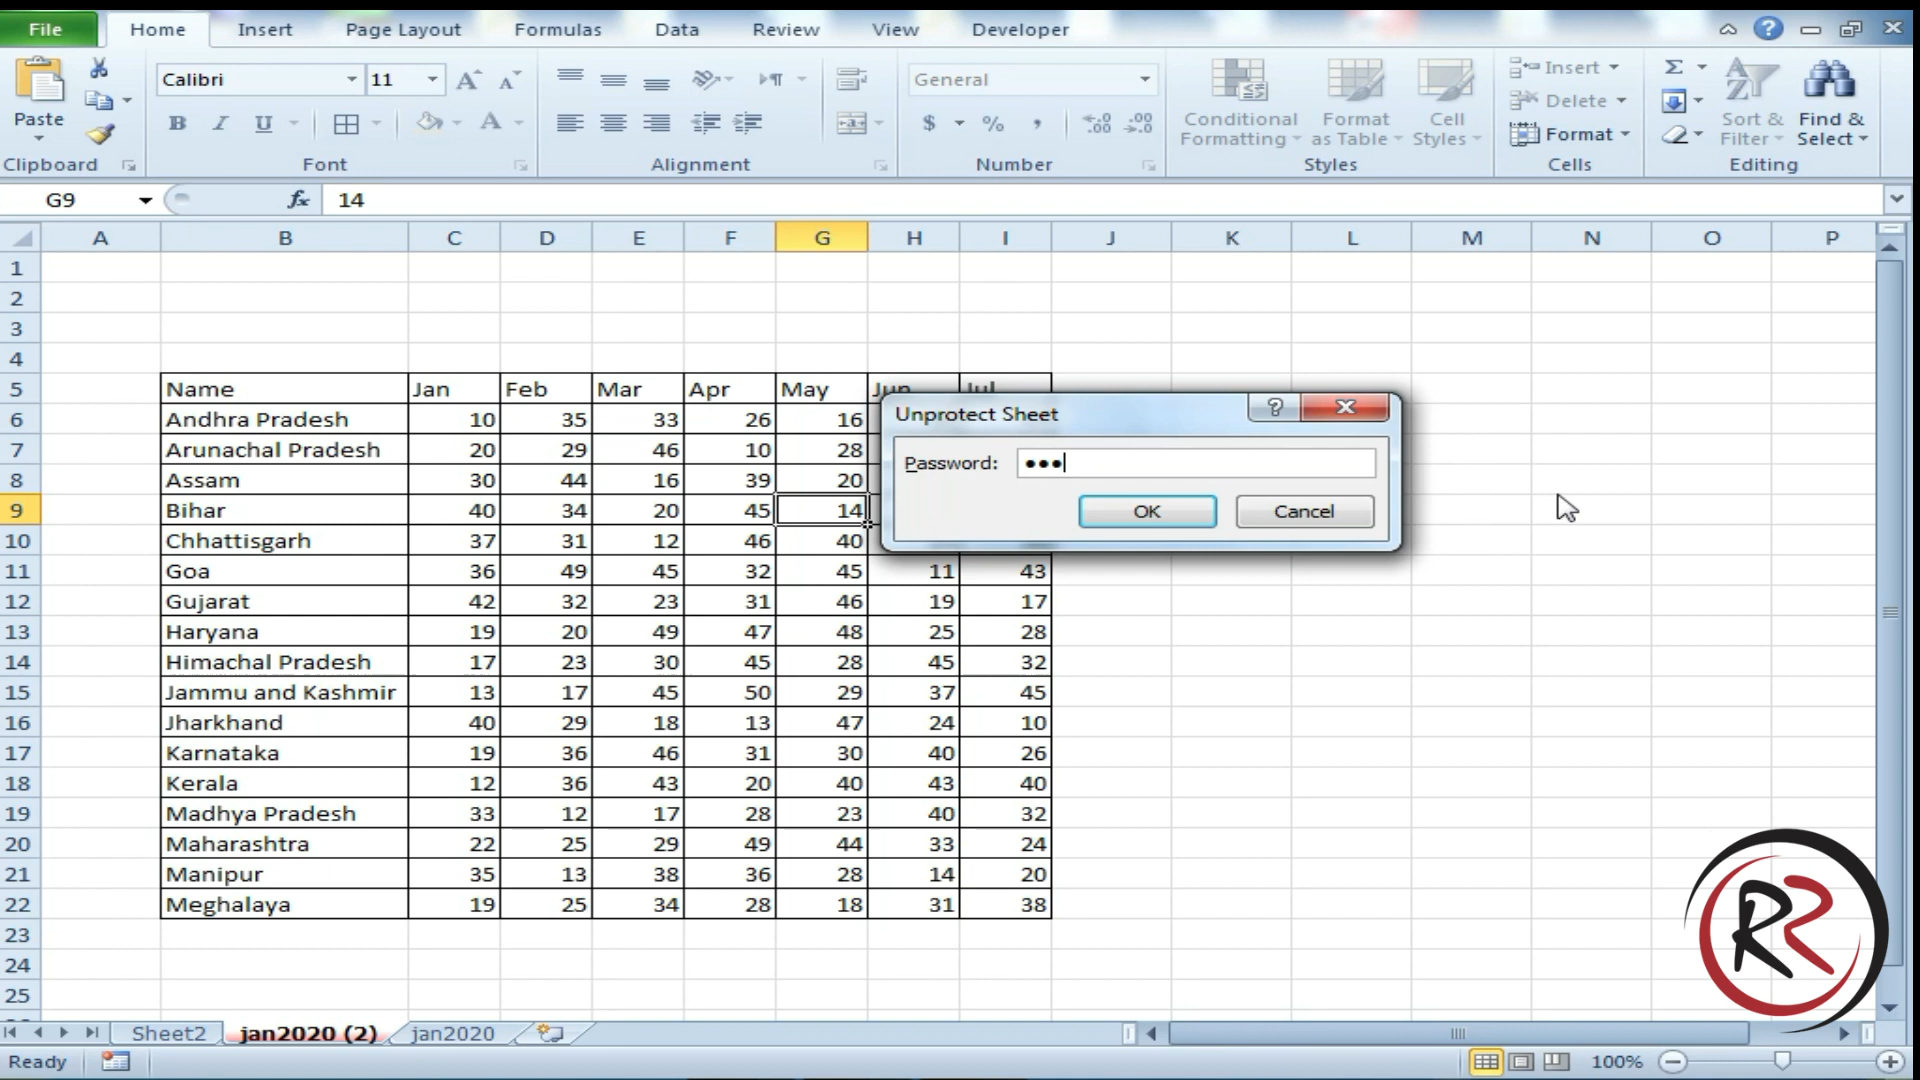 File Home Insert Page Layout Formulas Data Review View Developer
Calibri 11 General Insert
Delete
Paste Conditional Formatting Format as Table Cell Styles Format Sort & Filter Find & Select
Clipboard Font Alignment Number Styles Cells Editing
G9 fx 14
A B C D E F G H I J K L M N O P
1
2
3
4
5 Name Jan Feb Mar Apr May Jun Jul
6 Andhra Pradesh 10 35 33 26 16
7 Arunachal Pradesh 20 29 46 10 28
8 Assam 30 44 16 39 20
9 Bihar 40 34 20 45 14
10 Chhattisgarh 37 31 12 46 40
11 Goa 36 49 45 32 45 11 43
12 Gujarat 42 32 23 31 46 19 17
13 Haryana 19 20 49 47 48 25 28
14 Himachal Pradesh 17 23 30 45 28 45 32
15 Jammu and Kashmir 13 17 45 50 29 37 45
16 Jharkhand 40 29 18 13 47 24 10
17 Karnataka 19 36 46 31 30 40 26
18 Kerala 12 36 43 20 40 43 40
19 Madhya Pradesh 33 12 17 28 23 40 32
20 Maharashtra 22 25 29 49 44 33 24
21 Manipur 35 13 38 36 28 14 20
22 Meghalaya 19 25 34 28 18 31 38
23
24
25
Unprotect Sheet
Password: •••
OK Cancel
RR
Sheet2 jan2020 (2) jan2020
Ready 100%